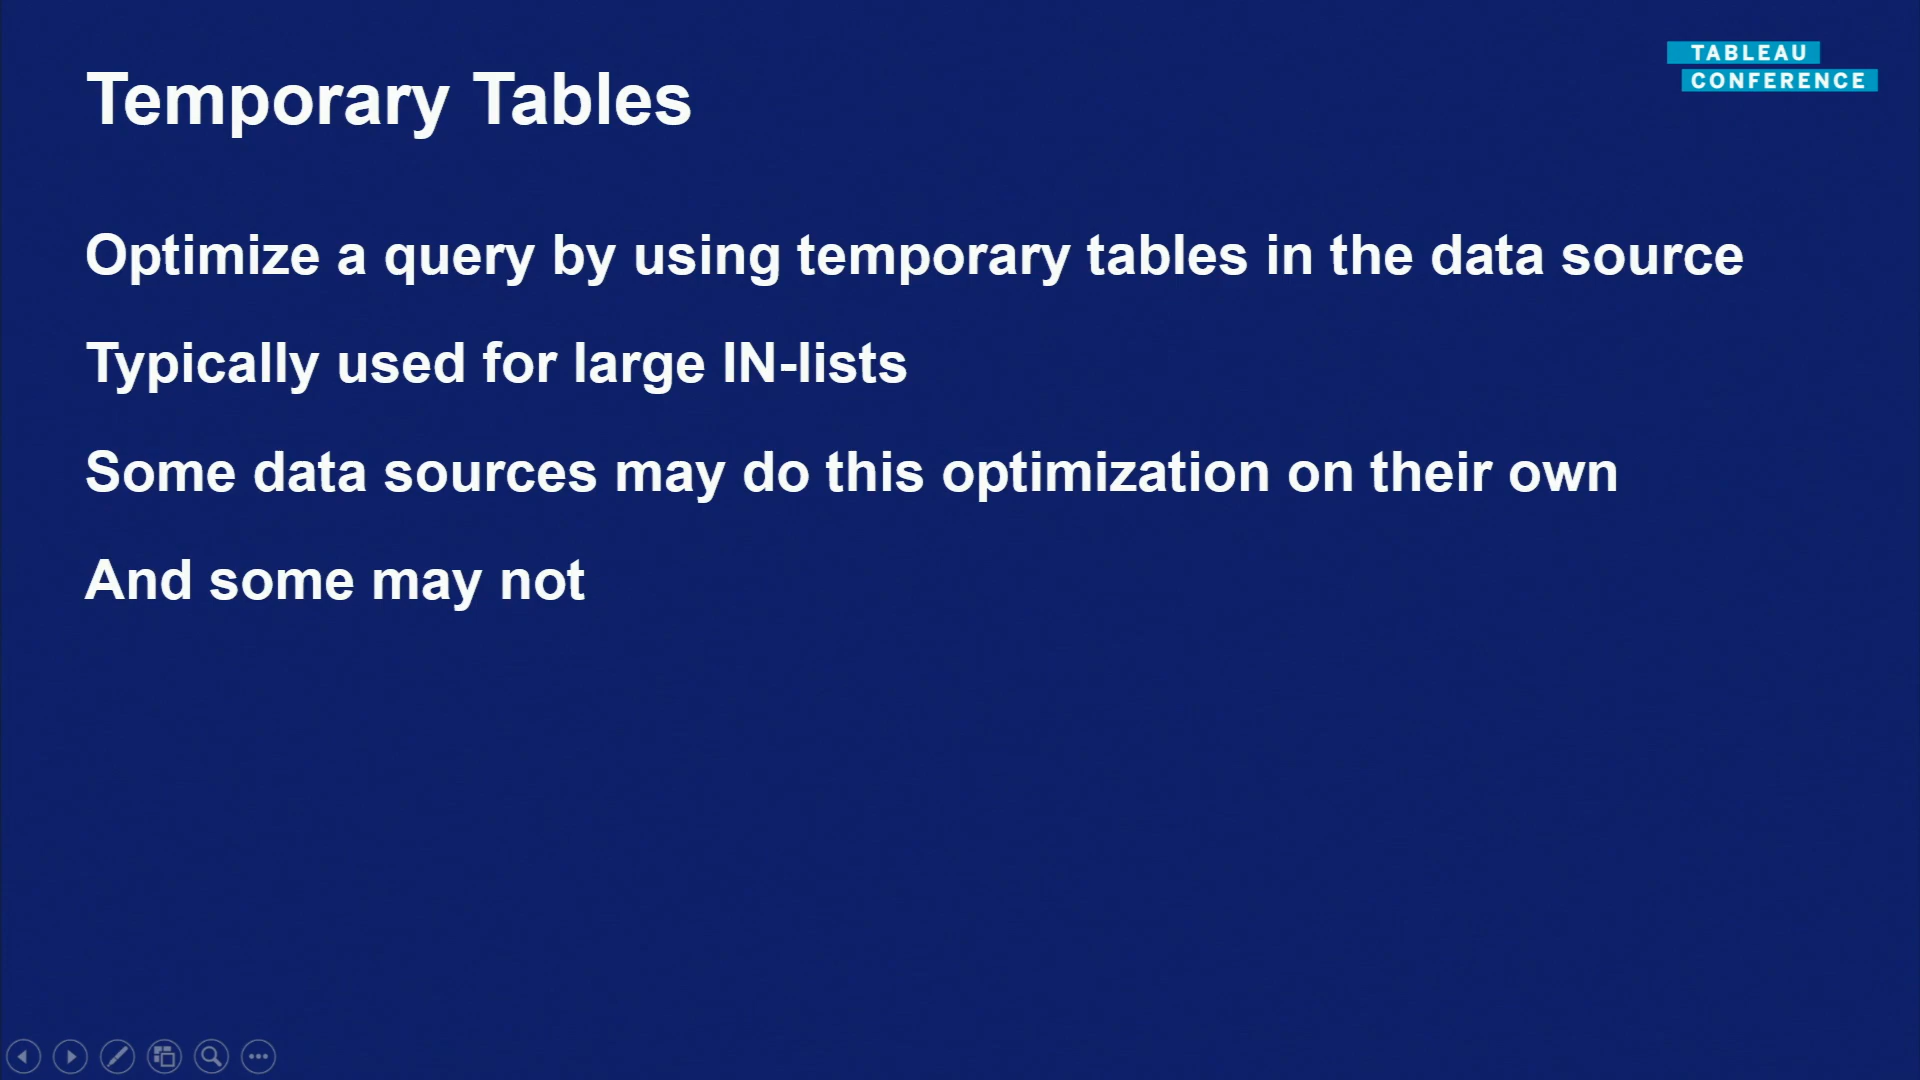 Temporary Tables
TABLEAU
CONFERENCE
Optimize a query by using temporary tables in the data source
Typically used for large IN-lists
Some data sources may do this optimization on their own
And some may not